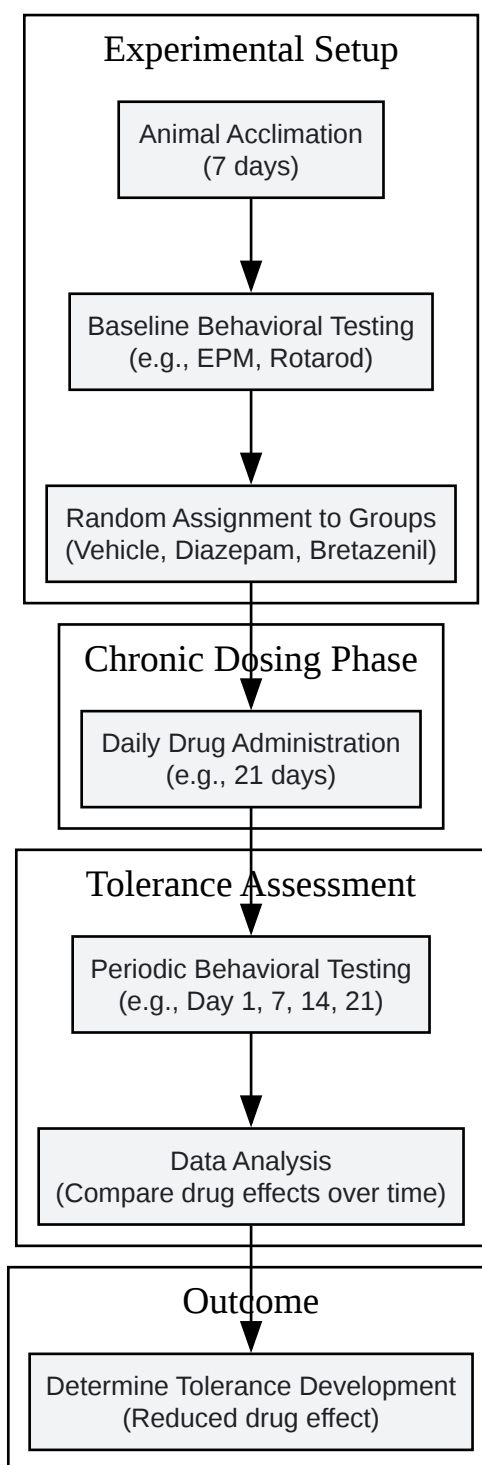 Experimental Setup
Animal Acclimation
(7 days)
Baseline Behavioral Testing
(e.g., EPM, Rotarod)
Random Assignment to Groups
(Vehicle, Diazepam, Bretazenil)
Chronic Dosing Phase
Daily Drug Administration
(e.g., 21 days)
Tolerance Assessment
Periodic Behavioral Testing
(e.g., Day 1, 7, 14, 21)
Data Analysis
(Compare drug effects over time)
Outcome
Determine Tolerance Development
(Reduced drug effect)